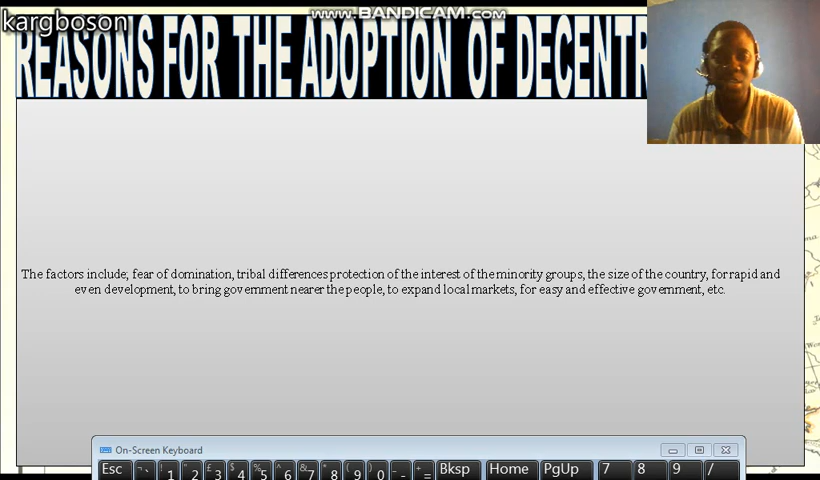 www.BANDICAM.com
kargboson
REASONS FOR THE ADOPTION OF DECENTR
The factors include; fear of domination, tribal differences protection of the interest of the minority groups, the size of the country, for rapid and
even development, to bring government nearer the people, to expand local markets, for easy and effective government, etc.
On-Screen Keyboard
Esc ¬ ` ! 1 " 2 £ 3 $ 4 % 5 ^ 6 & 7 * 8 ( 9 ) 0 _ - + = Bksp Home PgUp 7 8 9 /